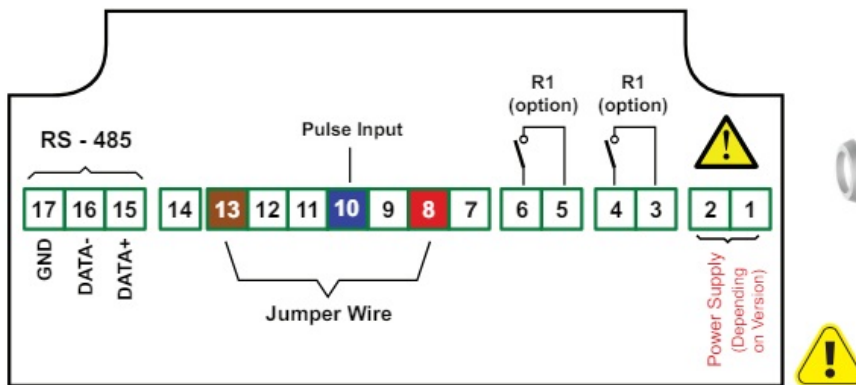 R1
(option)
R1
(option)
RS - 485
Pulse Input
!
17 16 15 14 13 12 11 10 9 8 7 6 5 4 3 2 1
GND
DATA-
DATA+
Jumper Wire
Power Supply
(Depending
on Version)
!